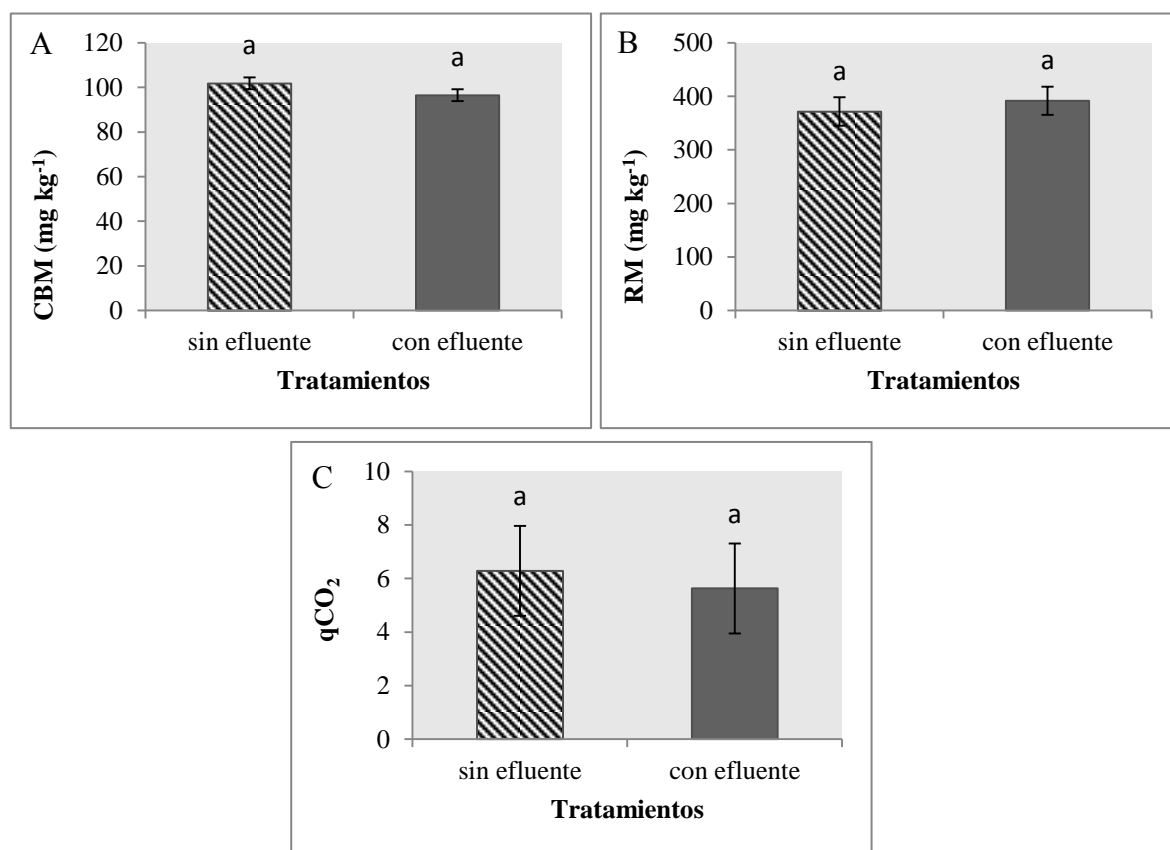 A
CBM (mg kg-1)
120
100
80
60
40
20
0
a
a
sin efluente
con efluente
Tratamientos
B
RM (mg kg-1)
500
400
300
200
100
0
a
a
sin efluente
con efluente
Tratamientos
C
qCO2
10
8
6
4
2
0
a
a
sin efluente
con efluente
Tratamientos